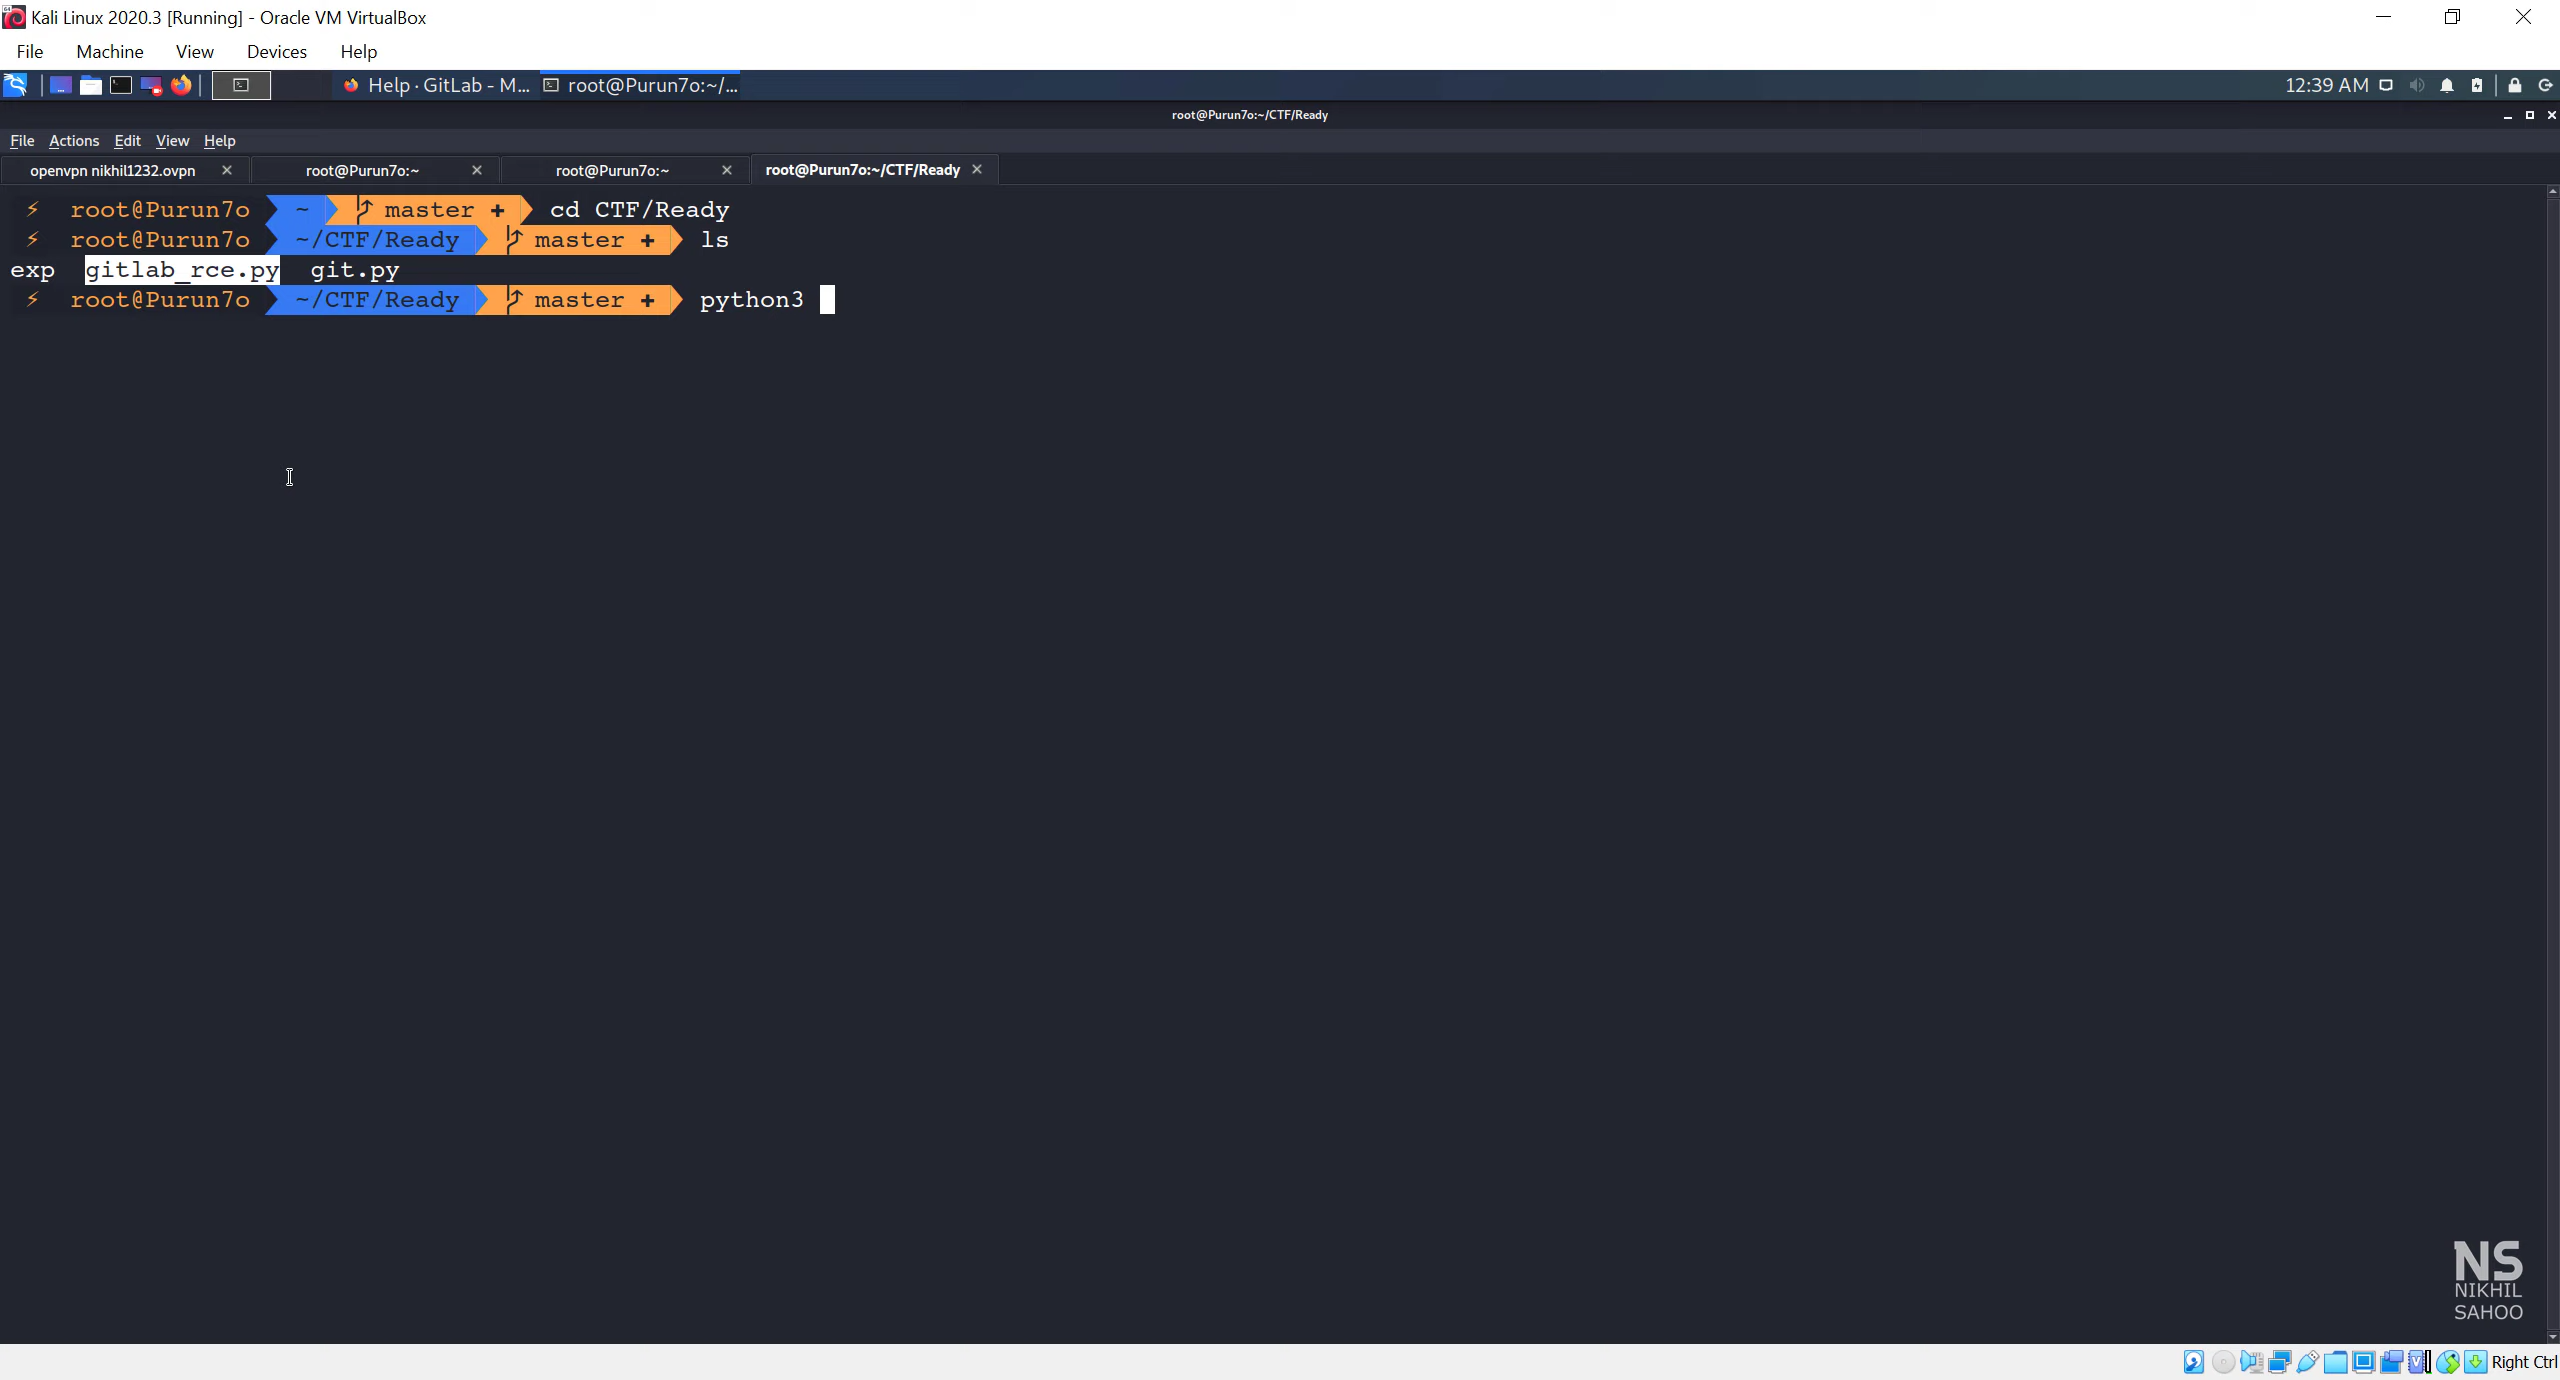 Kali Linux 2020.3 [Running] - Oracle VM VirtualBox
File Machine View Devices Help
Help · GitLab - M... root@Purun7o:~/... 12:39 AM
root@Purun7o:~/CTF/Ready
File Actions Edit View Help
openvpn nikhil1232.ovpn root@Purun7o:~ root@Purun7o:~ root@Purun7o:~/CTF/Ready
⚡ root@Purun7o ~ master + cd CTF/Ready
⚡ root@Purun7o ~/CTF/Ready master + ls
exp gitlab_rce.py git.py
⚡ root@Purun7o ~/CTF/Ready master + python3
NS
NIKHIL
SAHOO
Right Ctrl